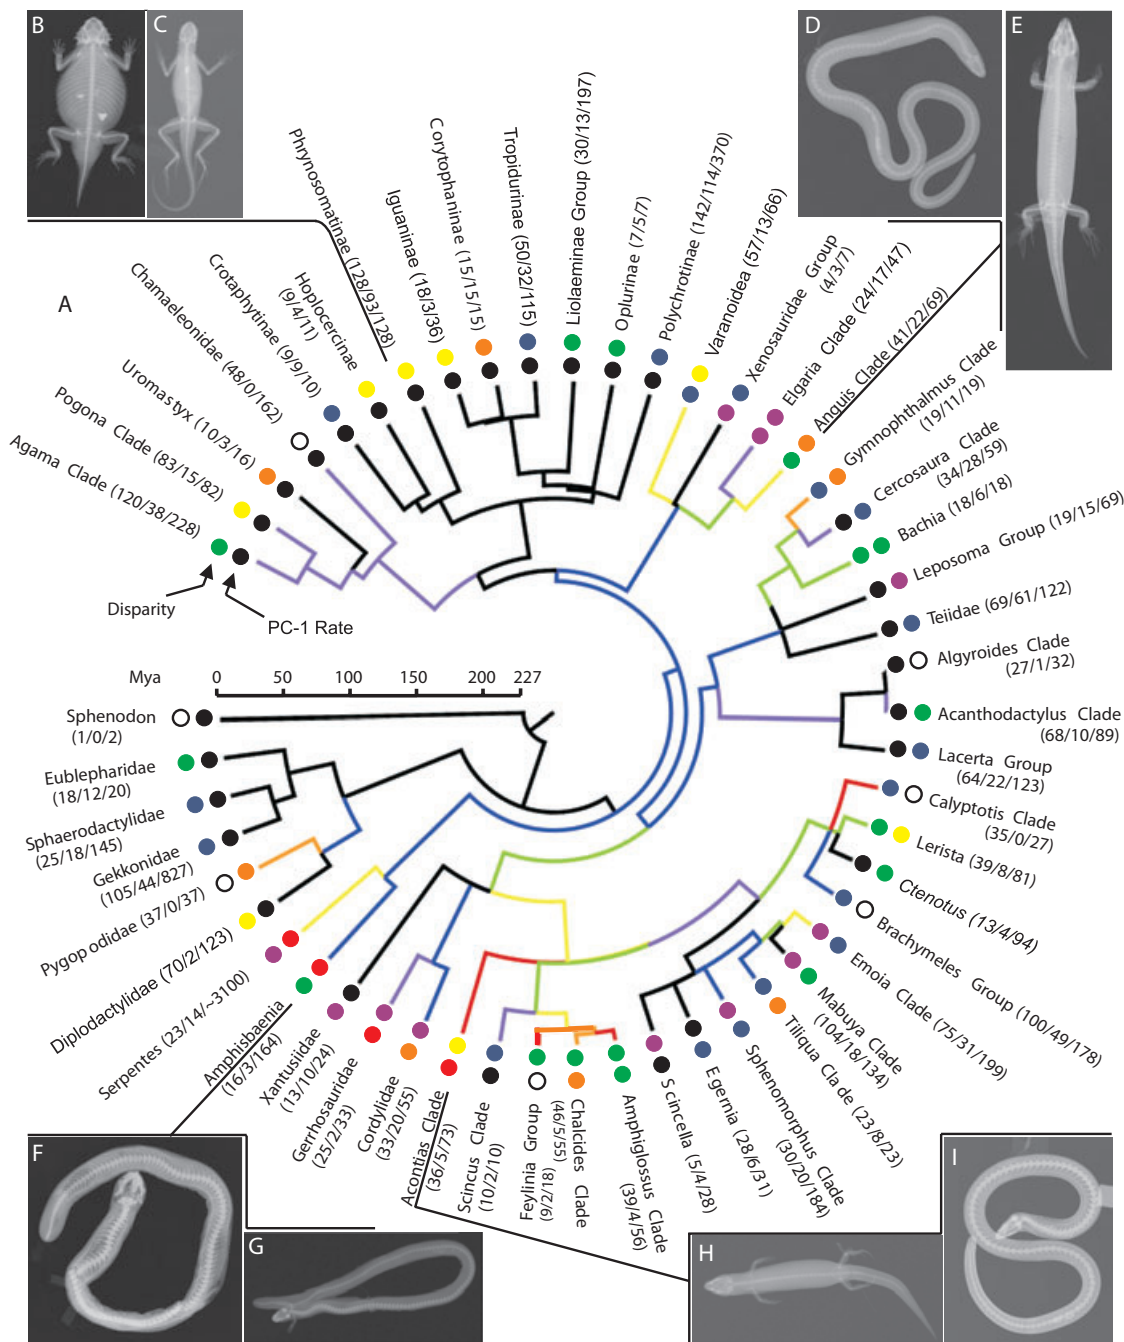 B
C
D
E
A
Phrynosomatinae (128/93/128)
Iguaninae (18/3/36)
Corytophaninae (15/15/15)
Tropidurinae (50/32/115)
Liolaeminae Group (30/13/197)
Oplurinae (7/5/7)
Polychrotinae (142/114/370)
Varanoidea (57/13/66)
Xenosauridae Group
(4/3/7)
Elgaria Clade (24/17/47)
Anguis Clade (41/22/69)
Gymnophthalmus Clade
(19/11/19)
Cercosaura Clade
(34/28/59)
Bachia (18/6/18)
Leposoma Group (19/15/69)
Teiidae (69/61/122)
Algyroides Clade
(27/1/32)
Acanthodactylus Clade
(68/10/89)
Lacerta Group
(64/22/123)
Calyptotis Clade
(35/0/27)
Lerista (39/8/81)
Ctenotus (13/4/94)
Brachymeles Group (100/49/178)
Emoia Clade (75/31/199)
Mabuya Clade
(104/18/134)
Tiliqua Clade (23/8/23)
Sphenomorphus Clade
(30/20/184)
Egernia (28/6/31)
Scincella (5/4/28)
Amphiglossus Clade
(39/4/56)
Chalcides Clade
(46/5/55)
Feylinia Group
(9/2/18)
Scincus Clade
(10/2/10)
Acontias Clade
(36/5/73)
Cordylidae
(33/20/55)
Gerrhosauridae
(25/2/33)
Xantusiidae
(13/10/24)
Amphisbaenia
(16/3/164)
Serpentes (23/14/~3100)
Diplodactylidae (70/2/123)
Pygopodidae (37/0/37)
Gekkonidae
(105/44/827)
Sphaerodactylidae
(25/18/145)
Eublepharidae
(18/12/20)
Sphenodon
(1/0/2)
Mya
0 50 100 150 200 227
Disparity
PC-1 Rate
Agama Clade (120/38/228)
Pogona Clade (83/15/82)
Uromastyx (10/3/16)
Chamaeleonidae (48/0/162)
Crotaphytinae (9/9/10)
Hoplocercinae
(9/4/11)
F
G
H
I